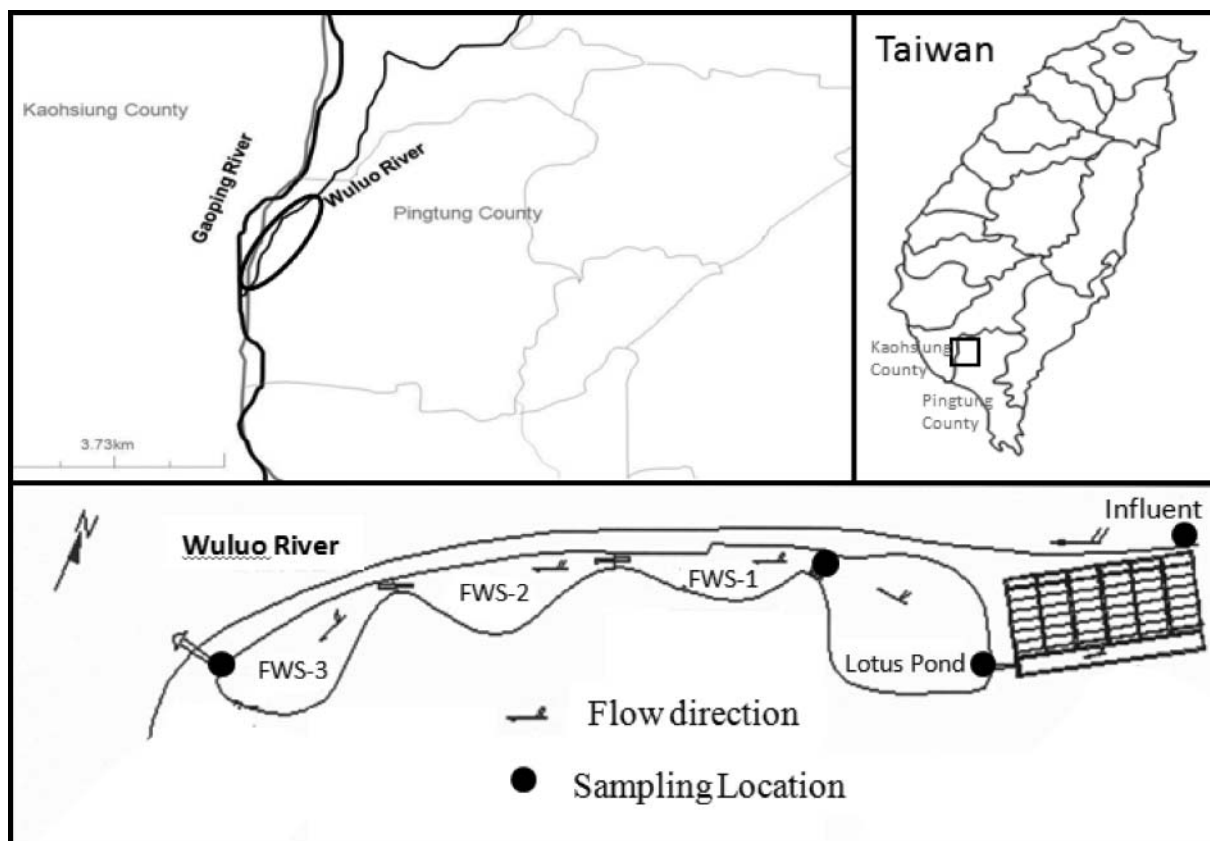 Kaohsiung County
Gaoping River
Wuluo River
Pingtung County
3.73km
Taiwan
Kaohsiung
County
Pingtung
County
N
Wuluo River
Influent
FWS-1
FWS-2
FWS-3
Lotus Pond
Flow direction
Sampling Location